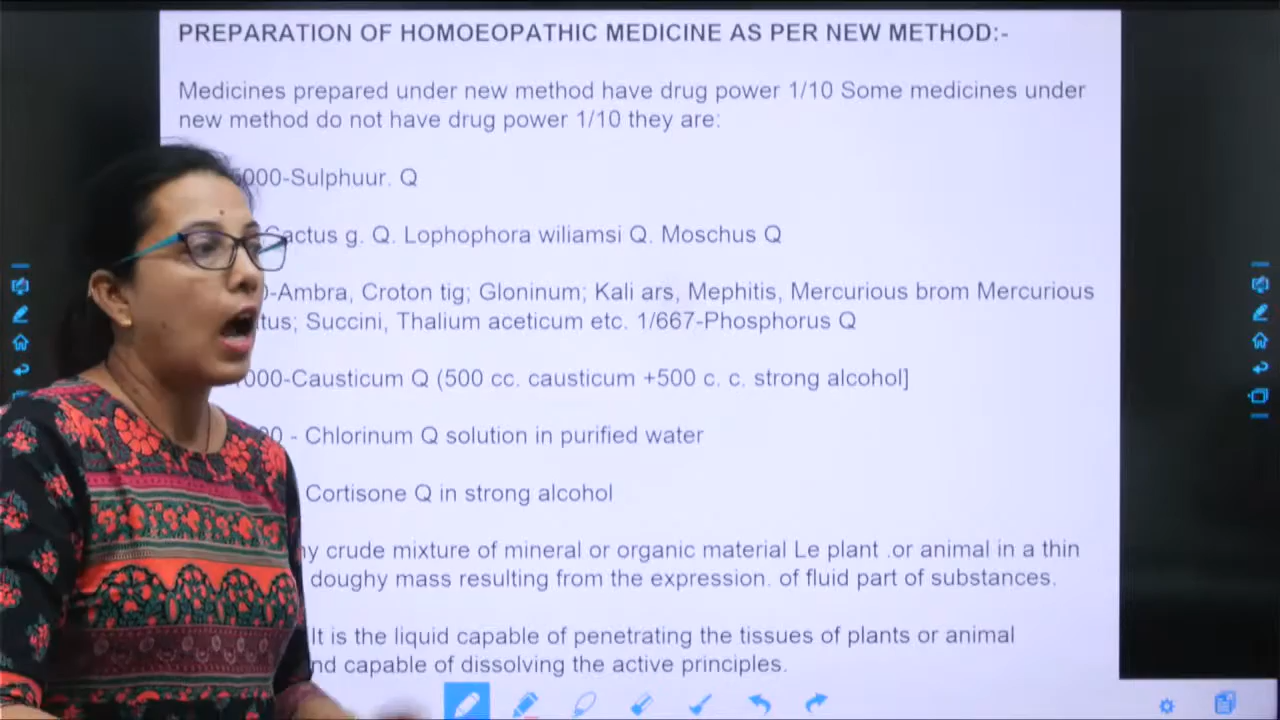 PREPARATION OF HOMOEOPATHIC MEDICINE AS PER NEW METHOD:-
Medicines prepared under new method have drug power 1/10 Some medicines under
new method do not have drug power 1/10 they are:
000-Sulphuur. Q
Cactus g. Q. Lophophora wiliamsi Q. Moschus Q
-Ambra, Croton tig; Gloninum; Kali ars, Mephitis, Mercurious brom Mercurious
tus; Succini, Thalium aceticum etc. 1/667-Phosphorus Q
000-Causticum Q (500 cc. causticum +500 c. c. strong alcohol]
- Chlorinum Q solution in purified water
Cortisone Q in strong alcohol
crude mixture of mineral or organic material Le plant .or animal in a thin
doughy mass resulting from the expression. of fluid part of substances.
It is the liquid capable of penetrating the tissues of plants or animal
capable of dissolving the active principles.